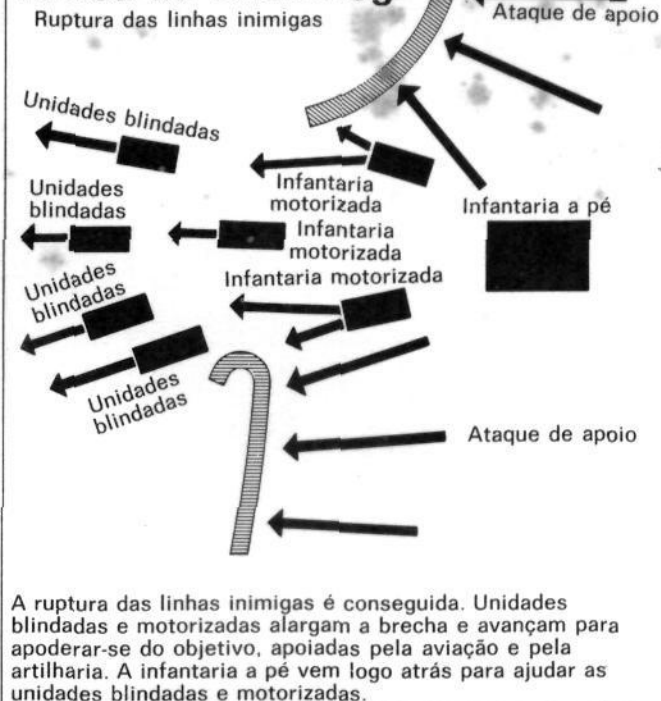 Ruptura das linhas inimigas
Ataque de apoio
Unidades blindadas
Unidades
blindadas
Infantaria
motorizada
Infantaria
motorizada
Infantaria a pé
Unidades
blindadas
Infantaria motorizada
Unidades
blindadas
Ataque de apoio
A ruptura das linhas inimigas é conseguida. Unidades
blindadas e motorizadas alargam a brecha e avançam para
apoderar-se do objetivo, apoiadas pela aviação e pela
artilharia. A infantaria a pé vem logo atrás para ajudar as
unidades blindadas e motorizadas.